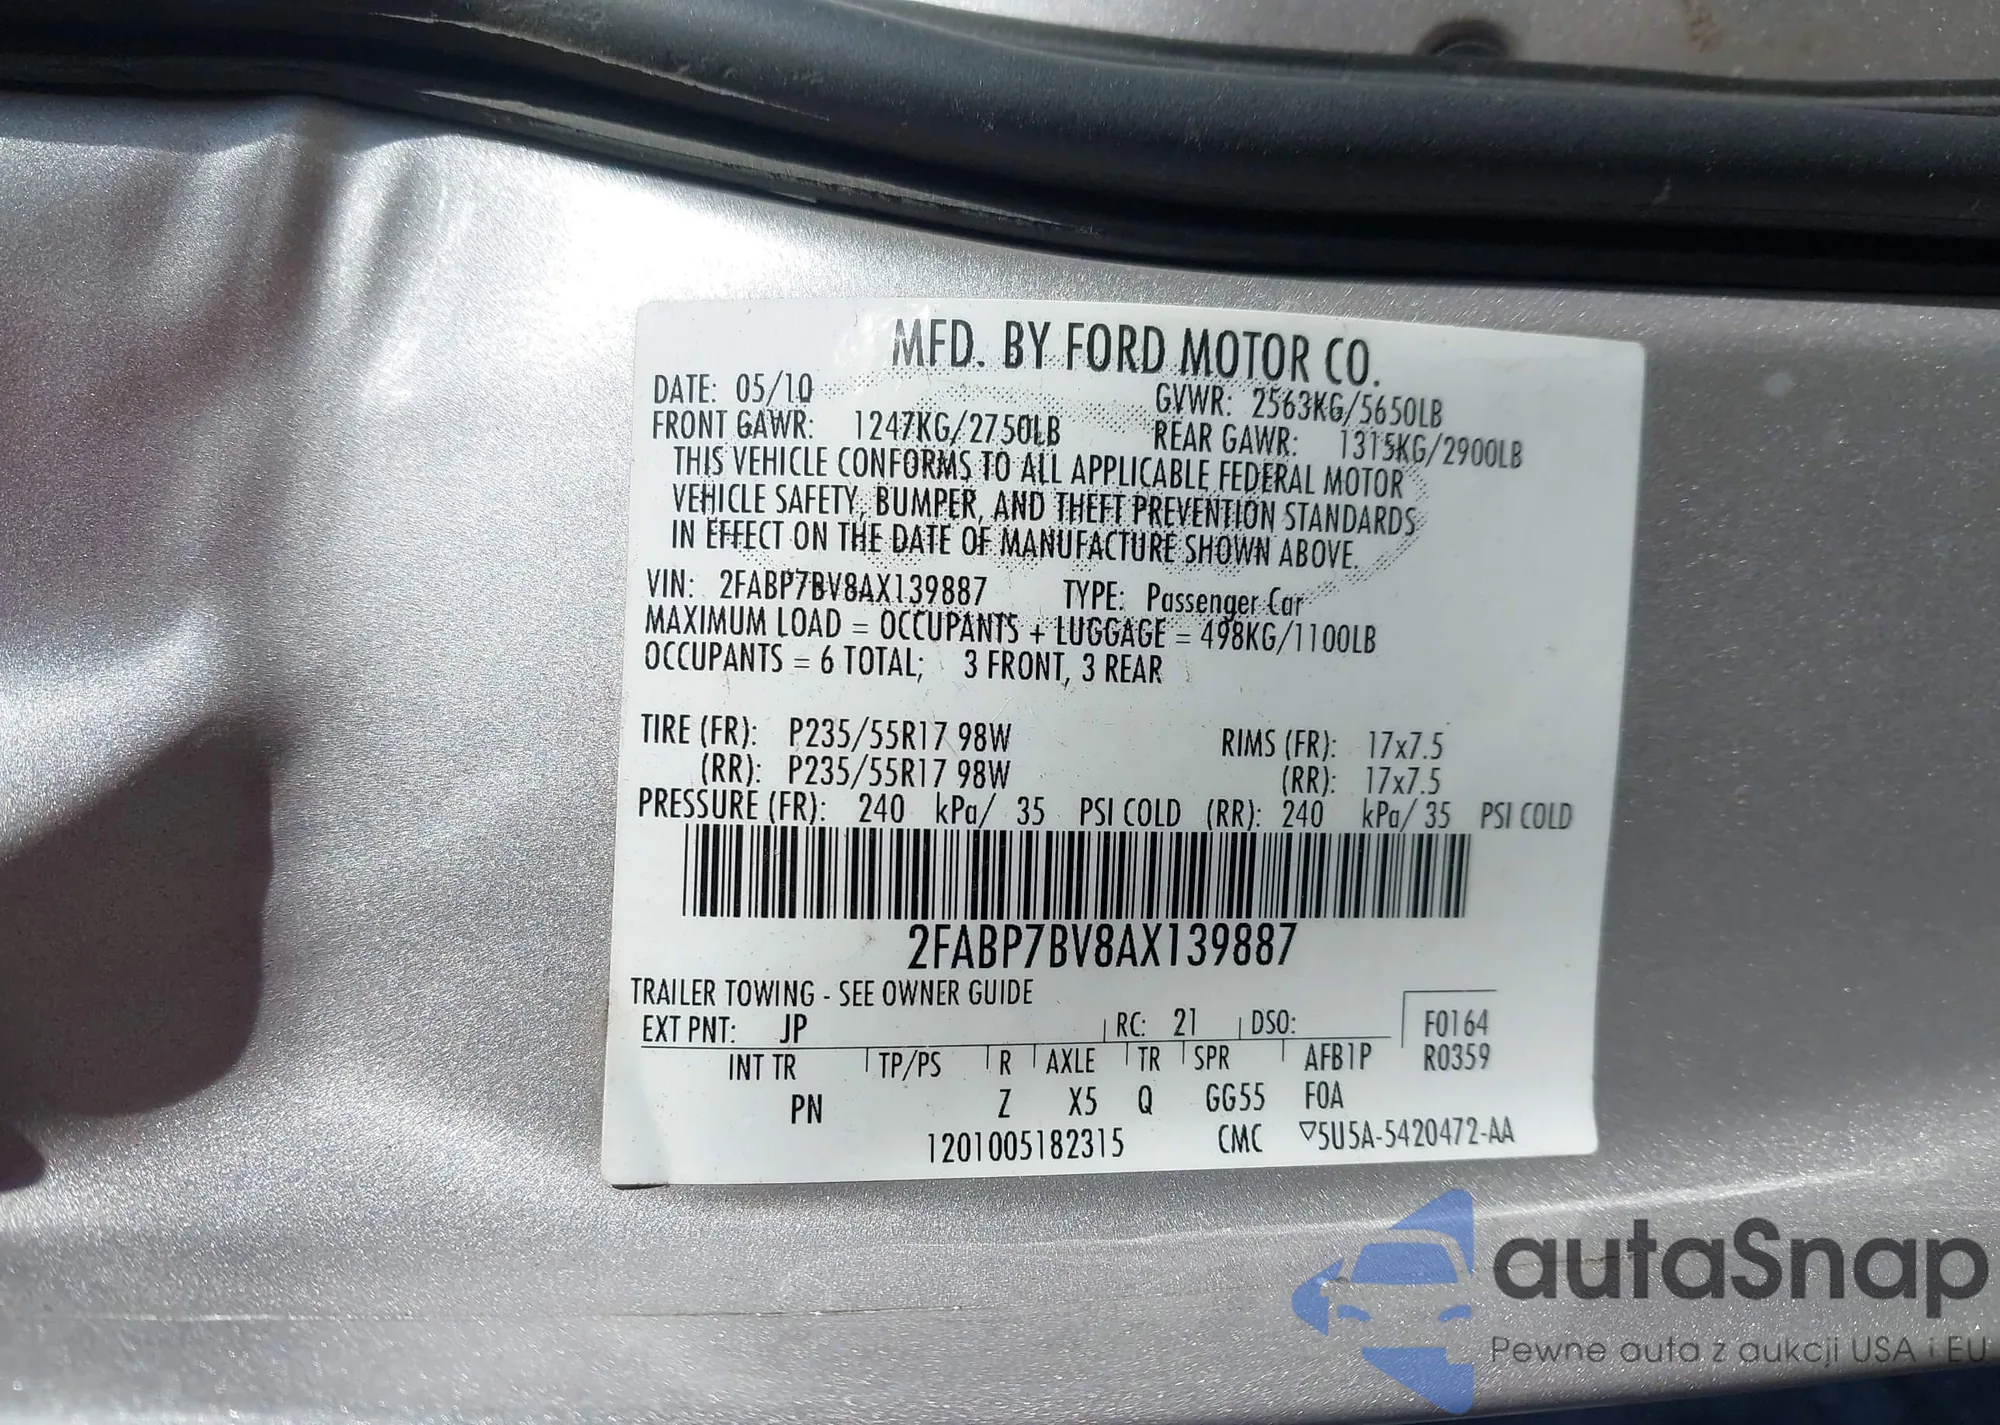 MFD. BY FORD MOTOR CO.
DATE: 05/10 GVWR: 2563KG/5650LB
FRONT GAWR: 1247KG/2750LB REAR GAWR: 1315KG/2900LB
THIS VEHICLE CONFORMS TO ALL APPLICABLE FEDERAL MOTOR
VEHICLE SAFETY, BUMPER, AND THEFT PREVENTION STANDARDS
IN EFFECT ON THE DATE OF MANUFACTURE SHOWN ABOVE.
VIN: 2FABP7BV8AX139887 TYPE: Passenger Car
MAXIMUM LOAD = OCCUPANTS + LUGGAGE = 498KG/1100LB
OCCUPANTS = 6 TOTAL; 3 FRONT, 3 REAR
TIRE (FR): P235/55R17 98W RIMS (FR): 17x7.5
(RR): P235/55R17 98W (RR): 17x7.5
PRESSURE (FR): 240 kPa/ 35 PSI COLD (RR): 240 kPa/ 35 PSI COLD
2FABP7BV8AX139887
TRAILER TOWING - SEE OWNER GUIDE
EXT PNT: JP RC: 21 DSO: F0164
INT TR TP/PS R AXLE TR SPR AFB1P R0359
PN Z X5 Q GG55 F0A
1201005182315 CMC ▽5U5A-5420472-AA
autaSnap
Pewne auta z aukcji USA i EU